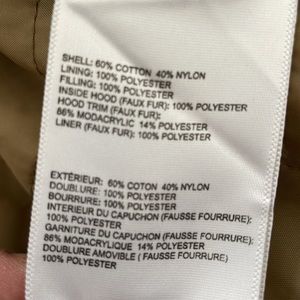 SHELL: 60% COTTON 40% NYLON
LINING: 100% POLYESTER
FILLING: 100% POLYESTER
INSIDE HOOD (FAUX FUR): 100% POLYESTER
HOOD TRIM (FAUX FUR):
86% MODACRYLIC 14% POLYESTER
LINER (FAUX FUR): 100% POLYESTER
EXTÉRIEUR: 60% COTON 40% NYLON
DOUBLURE: 100% POLYESTER
BOURRURE: 100% POLYESTER
INTERIEUR DU CAPUCHON (FAUSSE FOURRURE):
100% POLYESTER
GARNITURE DU CAPUCHON (FAUSSE FOURRURE):
86% MODACRYLIQUE 14% POLYESTER
DOUBLURE AMOVIBLE ( FAUSSE FOURRURE):
100% POLYESTER